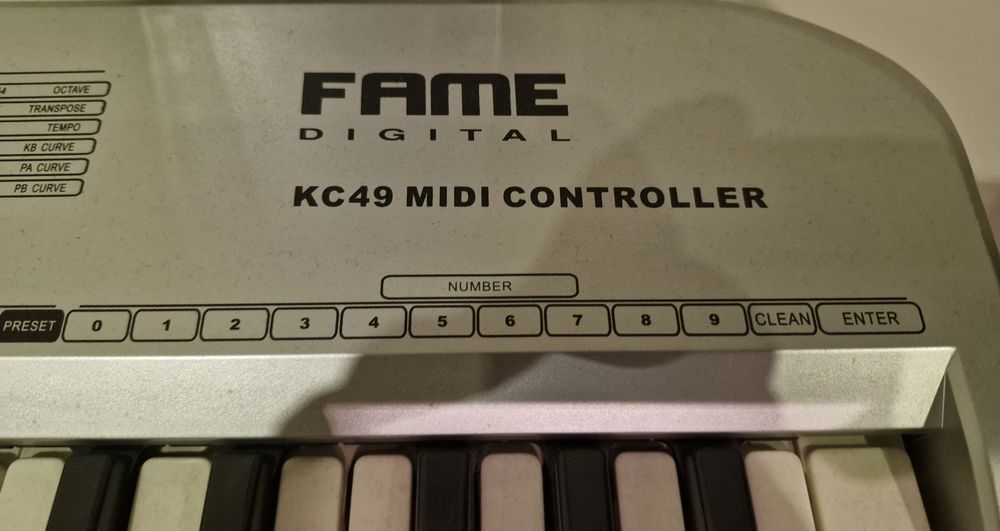 FAME
DIGITAL
KC49 MIDI CONTROLLER
OCTAVE
TRANSPOSE
TEMPO
KB CURVE
PA CURVE
PB CURVE
NUMBER
PRESET 0 1 2 3 4 5 6 7 8 9 CLEAN ENTER